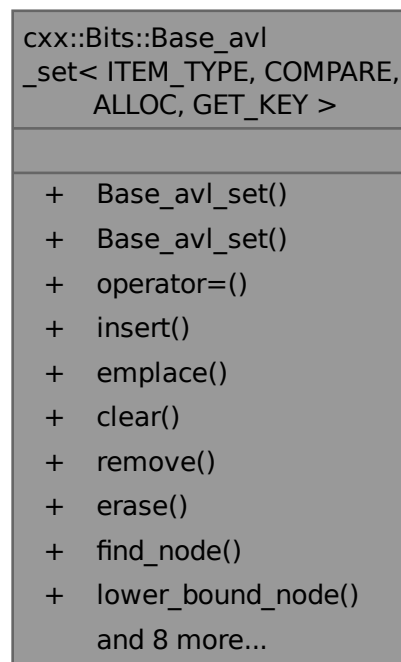 cxx::Bits::Base_avl
_set< ITEM_TYPE, COMPARE,
ALLOC, GET_KEY >
+ Base_avl_set()
+ Base_avl_set()
+ operator=()
+ insert()
+ emplace()
+ clear()
+ remove()
+ erase()
+ find_node()
+ lower_bound_node()
and 8 more...